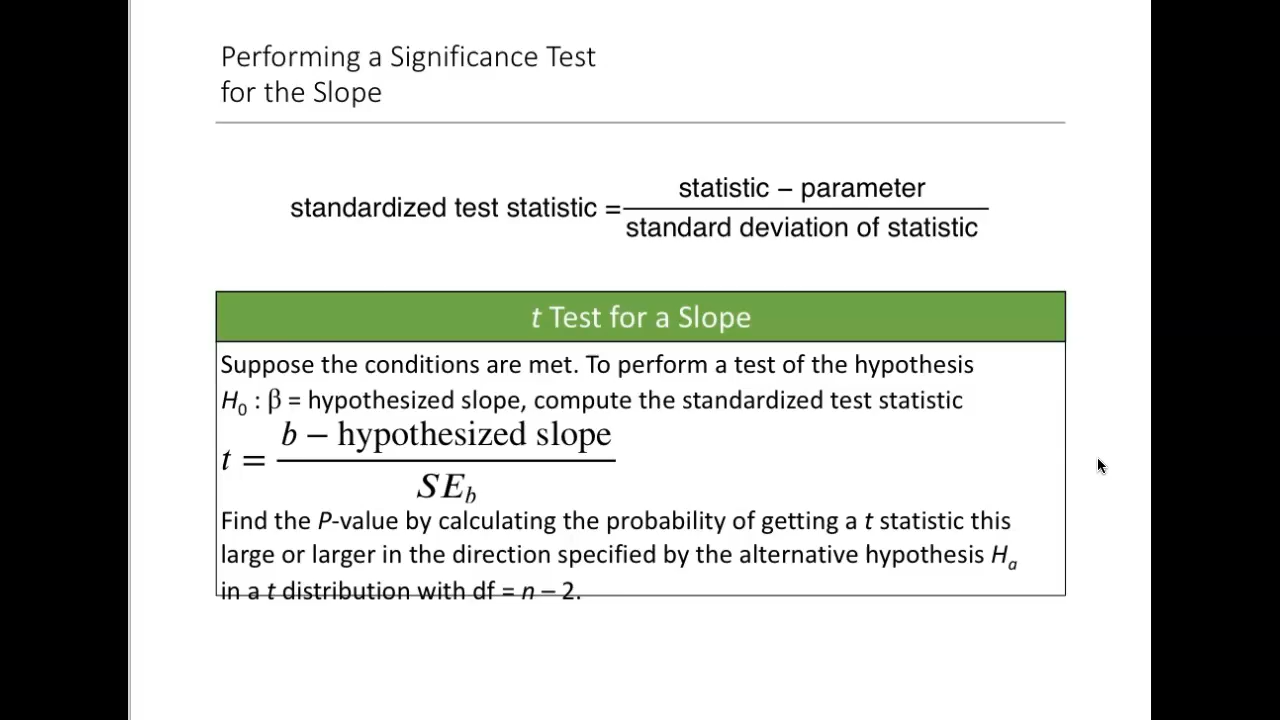 Performing a Significance Test
for the Slope
standardized test statistic = statistic − parameter
standard deviation of statistic
t Test for a Slope
Suppose the conditions are met. To perform a test of the hypothesis
H₀ : β = hypothesized slope, compute the standardized test statistic
b − hypothesized slope
t =
SE_b
Find the P-value by calculating the probability of getting a t statistic this
large or larger in the direction specified by the alternative hypothesis Hₐ
in a t distribution with df = n – 2.